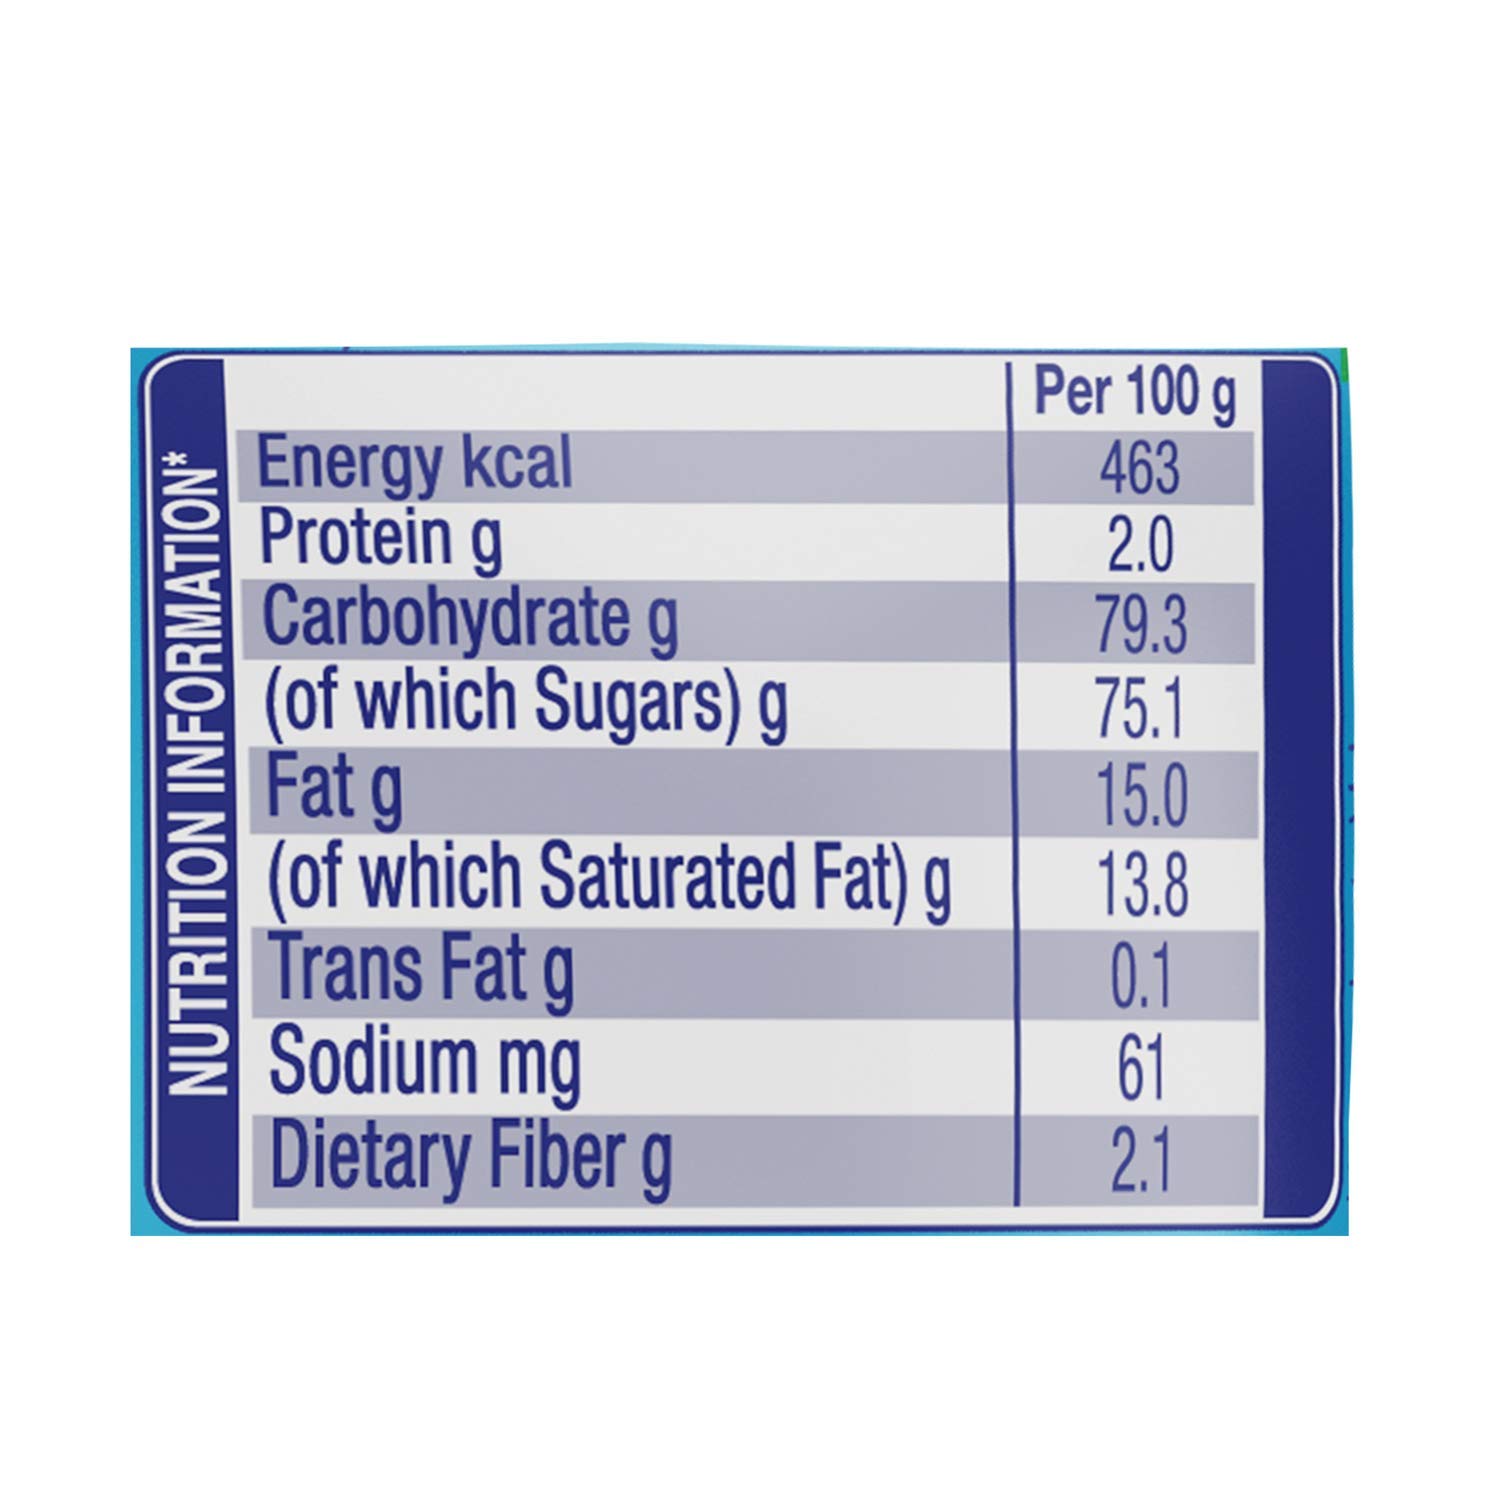 NUTRITION INFORMATION*
Per 100 g
Energy kcal 463
Protein g 2.0
Carbohydrate g 79.3
(of which Sugars) g 75.1
Fat g 15.0
(of which Saturated Fat) g 13.8
Trans Fat g 0.1
Sodium mg 61
Dietary Fiber g 2.1